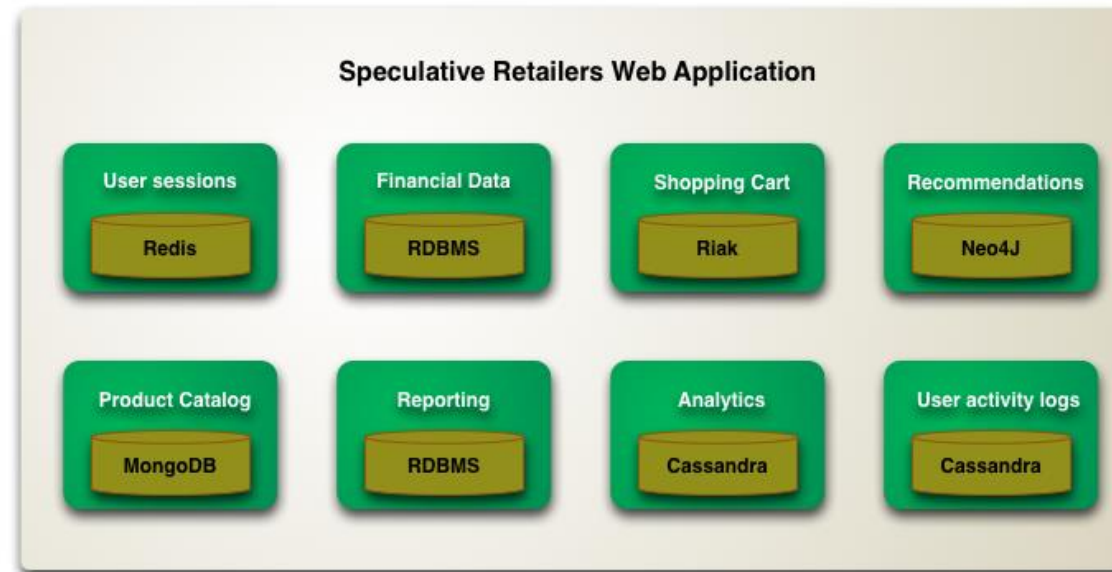 Speculative Retailers Web Application
User sessions
Redis
Financial Data
RDBMS
Shopping Cart
Riak
Recommendations
Neo4J
Product Catalog
MongoDB
Reporting
RDBMS
Analytics
Cassandra
User activity logs
Cassandra